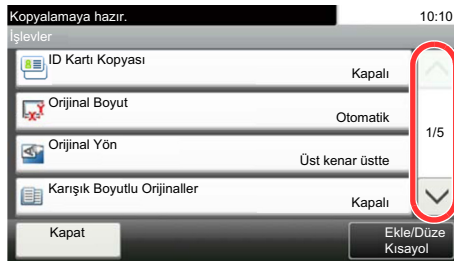 Kopyalamaya hazır. 10:10
İşlevler
ID Kartı Kopyası
Kapalı
Orijinal Boyut
Otomatik
1/5
Orijinal Yön
Üst kenar üstte
Karışık Boyutlu Orijinaller
Kapalı
Kapat
Ekle/Düze
Kısayol